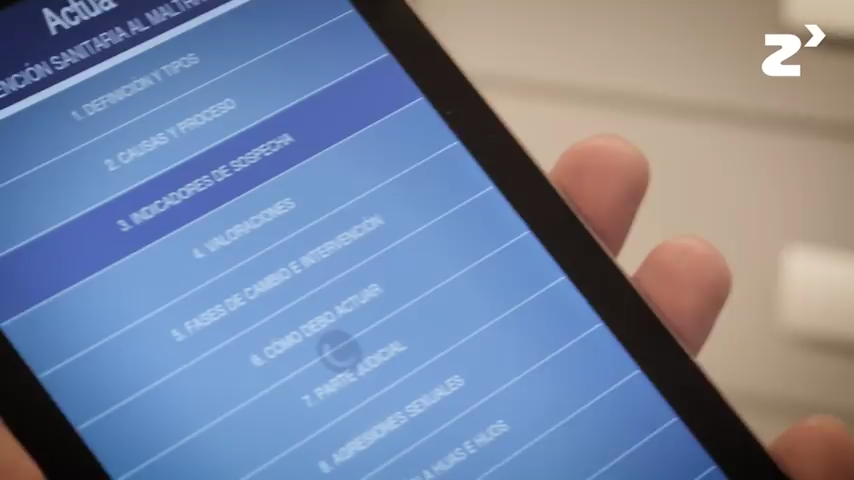 Actua
ENCIÓN SANITARIA AL MALTRA
1. DEFINICIÓN Y TIPOS
2. CAUSAS Y PROCESO
3. INDICADORES DE SOSPECHA
4. VALORACIONES
5. FASES DE CAMBIO E INTERVENCIÓN
6. CÓMO DEBO ACTUAR
7. PARTE JUDICIAL
8. AGRESIONES SEXUALES
A HIJAS E HIJOS